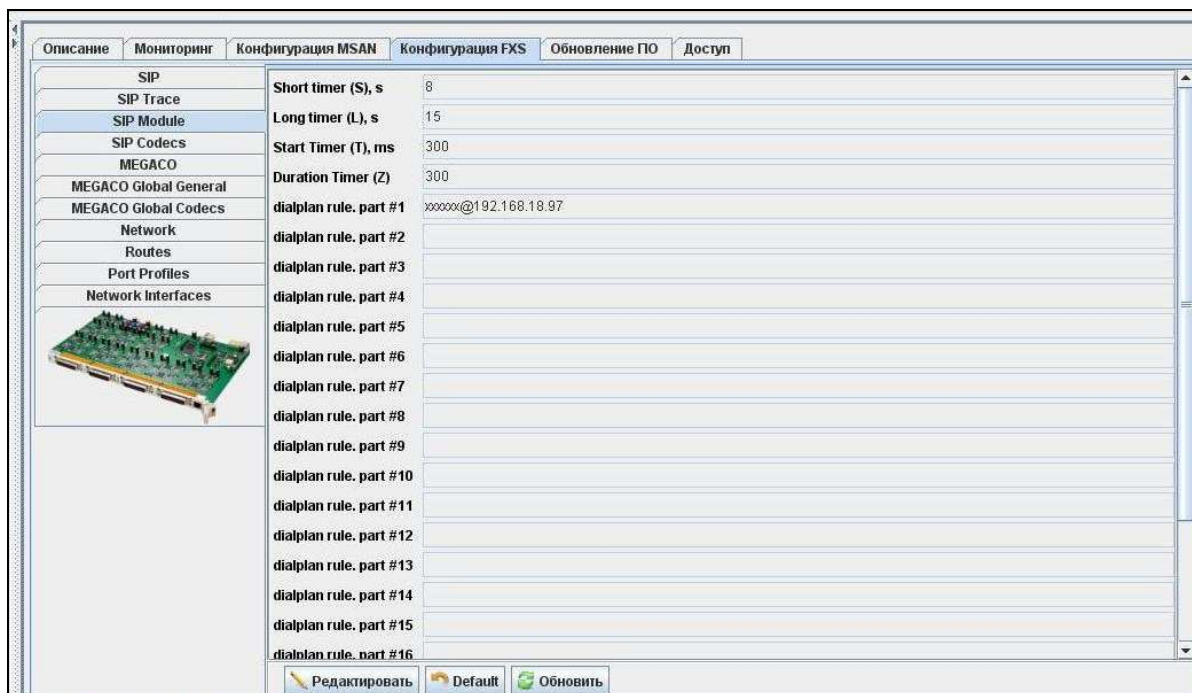 Описание Мониторинг Конфигурация MSAN Конфигурация FXS Обновление ПО Доступ
SIP
SIP Trace
SIP Module
SIP Codecs
MEGACO
MEGACO Global General
MEGACO Global Codecs
Network
Routes
Port Profiles
Network Interfaces
Short timer (S), s 8
Long timer (L), s 15
Start Timer (T), ms 300
Duration Timer (Z) 300
dialplan rule. part #1 xxxxxx@192.168.18.97
dialplan rule. part #2
dialplan rule. part #3
dialplan rule. part #4
dialplan rule. part #5
dialplan rule. part #6
dialplan rule. part #7
dialplan rule. part #8
dialplan rule. part #9
dialplan rule. part #10
dialplan rule. part #11
dialplan rule. part #12
dialplan rule. part #13
dialplan rule. part #14
dialplan rule. part #15
dialplan rule. part #16
Редактировать Default Обновить